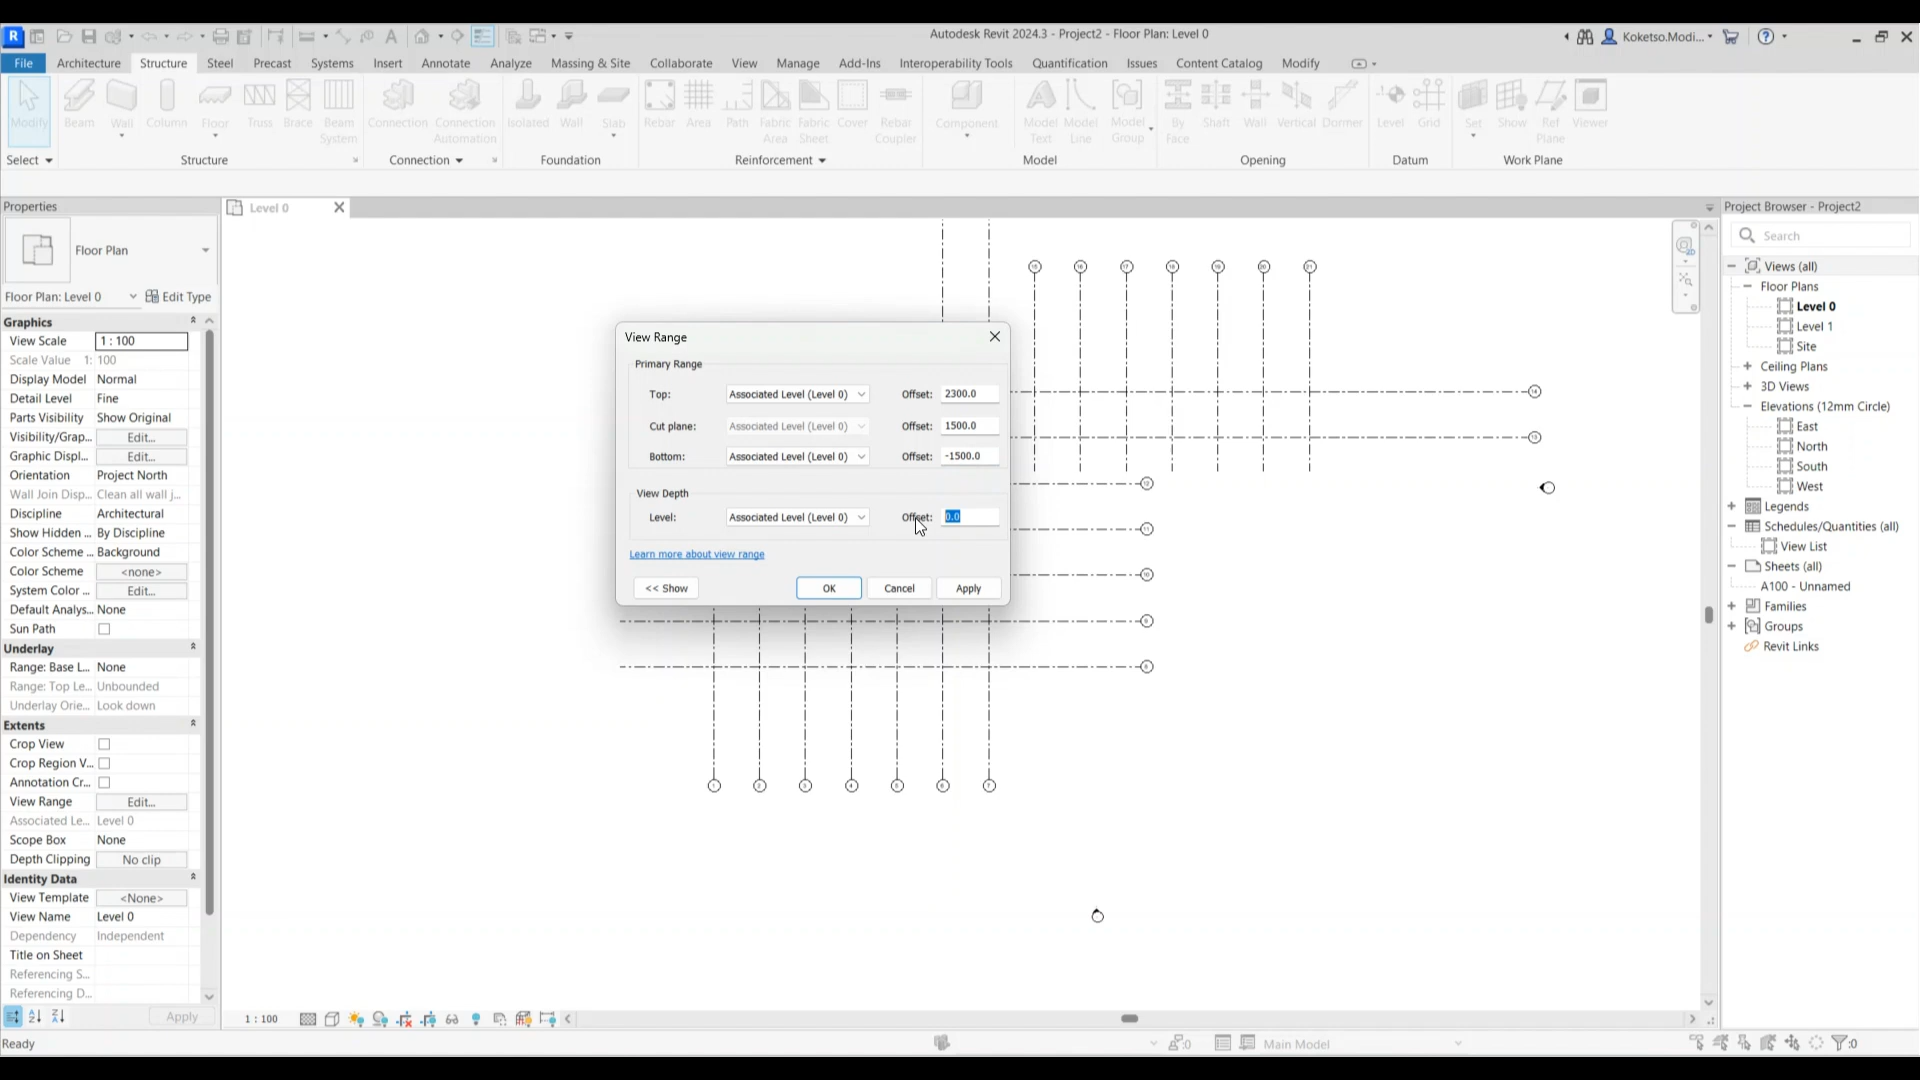 Autodesk Revit 2024.3 - Project2 - Floor Plan: Level 0
Koketso.Modi...
File Architecture Structure Steel Precast Systems Insert Annotate Analyze Massing & Site Collaborate View Manage Add-Ins Interoperability Tools Quantification Issues Content Catalog Modify
Modify Beam Wall Column Floor Truss Brace Beam System Connection Connection Automation Isolated Wall Slab Rebar Area Path Fabric Area Fabric Sheet Cover Rebar Coupler Component Model Text Model Line Model Group By Face Shaft Wall Vertical Dormer Level Grid Set Show Ref Plane Viewer
Select Structure Connection Foundation Reinforcement Model Opening Datum Work Plane
Properties
Floor Plan
Floor Plan: Level 0 Edit Type
Graphics
View Scale 1 : 100
Scale Value 1: 100
Display Model Normal
Detail Level Fine
Parts Visibility Show Original
Visibility/Grap... Edit...
Graphic Displ... Edit...
Orientation Project North
Wall Join Disp... Clean all wall j...
Discipline Architectural
Show Hidden ... By Discipline
Color Scheme ... Background
Color Scheme <none>
System Color ... Edit...
Default Analys... None
Sun Path
Underlay
Range: Base L... None
Range: Top Le... Unbounded
Underlay Orie... Look down
Extents
Crop View
Crop Region V...
Annotation Cr...
View Range Edit...
Associated Le... Level 0
Scope Box None
Depth Clipping No clip
Identity Data
View Template <None>
View Name Level 0
Dependency Independent
Title on Sheet
Referencing S...
Referencing D...
Apply
Level 0
View Range
Primary Range
Top: Associated Level (Level 0) Offset: 2300.0
Cut plane: Associated Level (Level 0) Offset: 1500.0
Bottom: Associated Level (Level 0) Offset: -1500.0
View Depth
Level: Associated Level (Level 0) Offset: 0.0
Learn more about view range
<< Show OK Cancel Apply
Project Browser - Project2
Search
Views (all)
Floor Plans
Level 0
Level 1
Site
Ceiling Plans
3D Views
Elevations (12mm Circle)
East
North
South
West
Legends
Schedules/Quantities (all)
View List
Sheets (all)
A100 - Unnamed
Families
Groups
Revit Links
1 : 100
Ready
:0
Main Model
:0